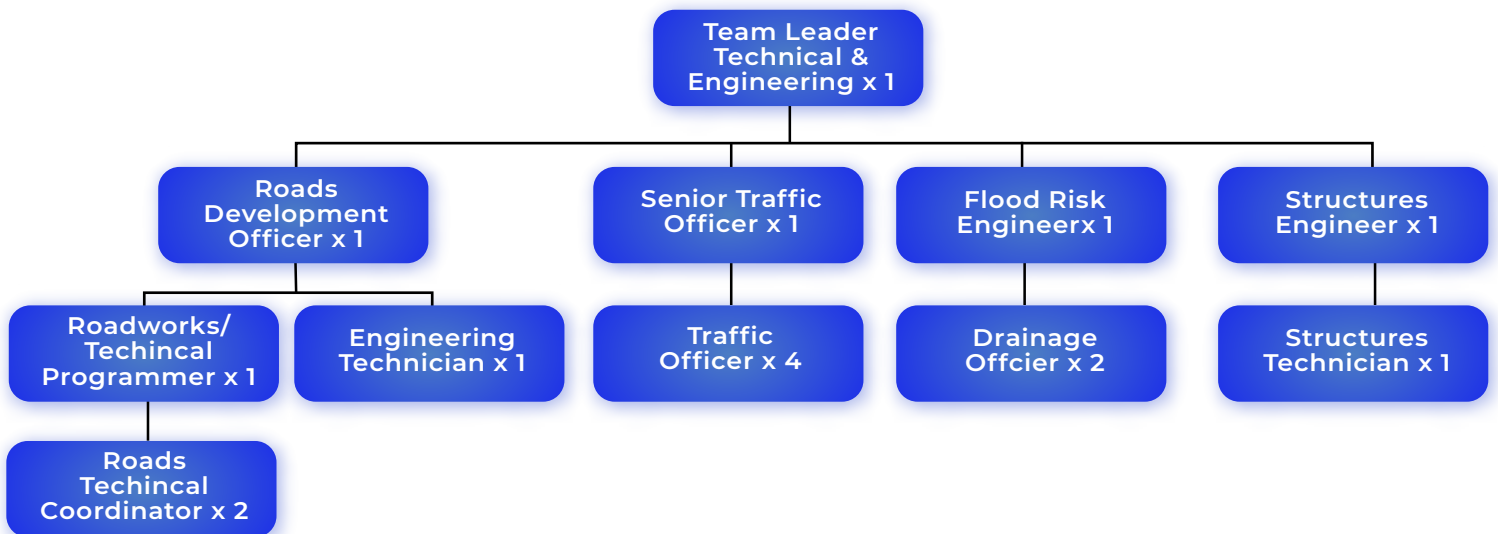 Team Leader
Technical &
Engineering x 1
Roads
Development
Officer x 1
Senior Traffic
Officer x 1
Flood Risk
Engineerx 1
Structures
Engineer x 1
Roadworks/
Techincal
Programmer x 1
Engineering
Technician x 1
Traffic
Officer x 4
Drainage
Offcier x 2
Structures
Technician x 1
Roads
Techincal
Coordinator x 2